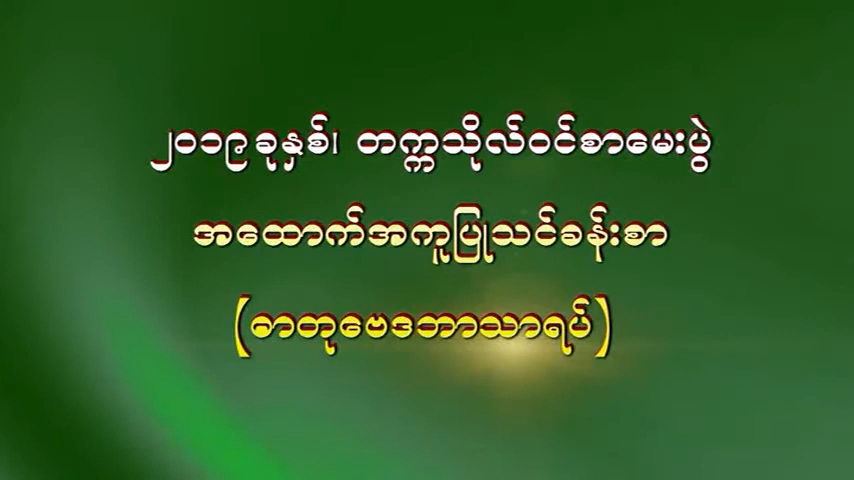 ၂၀၁၉ခုနှစ်၊ တက္ကသိုလ်ဝင်စာမေးပွဲ
အထောက်အကူပြုသင်ခန်းစာ
(ဓာတုဗေဒဘာသာရပ်)